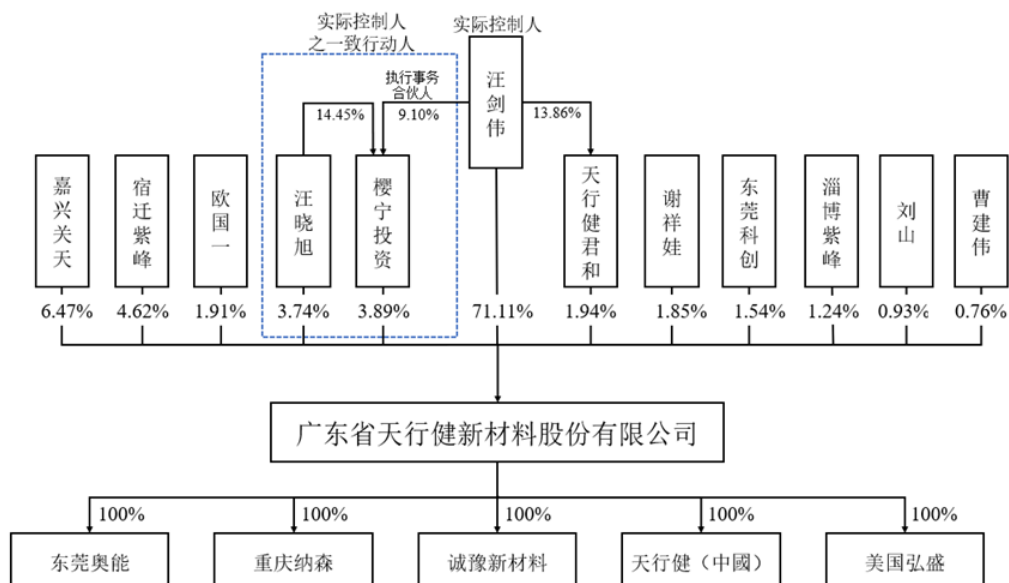 实际控制人
之一致行动人
实际控制人
汪剑伟
执行事务
合伙人
14.45%
9.10%
13.86%
嘉兴关天
宿迁紫峰
欧国一
汪晓旭
樱宁投资
天行健君和
谢祥娃
东莞科创
淄博紫峰
刘山
曹建伟
6.47%
4.62%
1.91%
3.74%
3.89%
71.11%
1.94%
1.85%
1.54%
1.24%
0.93%
0.76%
广东省天行健新材料股份有限公司
100%
100%
100%
100%
100%
东莞奥能
重庆纳森
诚豫新材料
天行健（中國）
美国弘盛